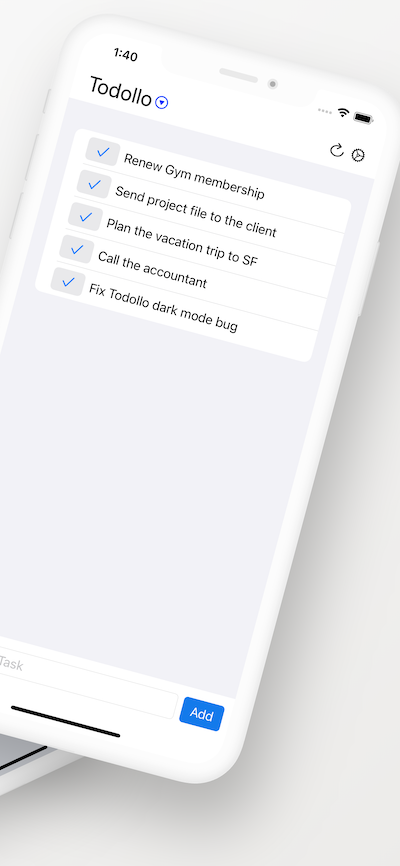 1:40
Todollo
Renew Gym membership
Send project file to the client
Plan the vacation trip to SF
Call the accountant
Fix Todollo dark mode bug
Task
Add